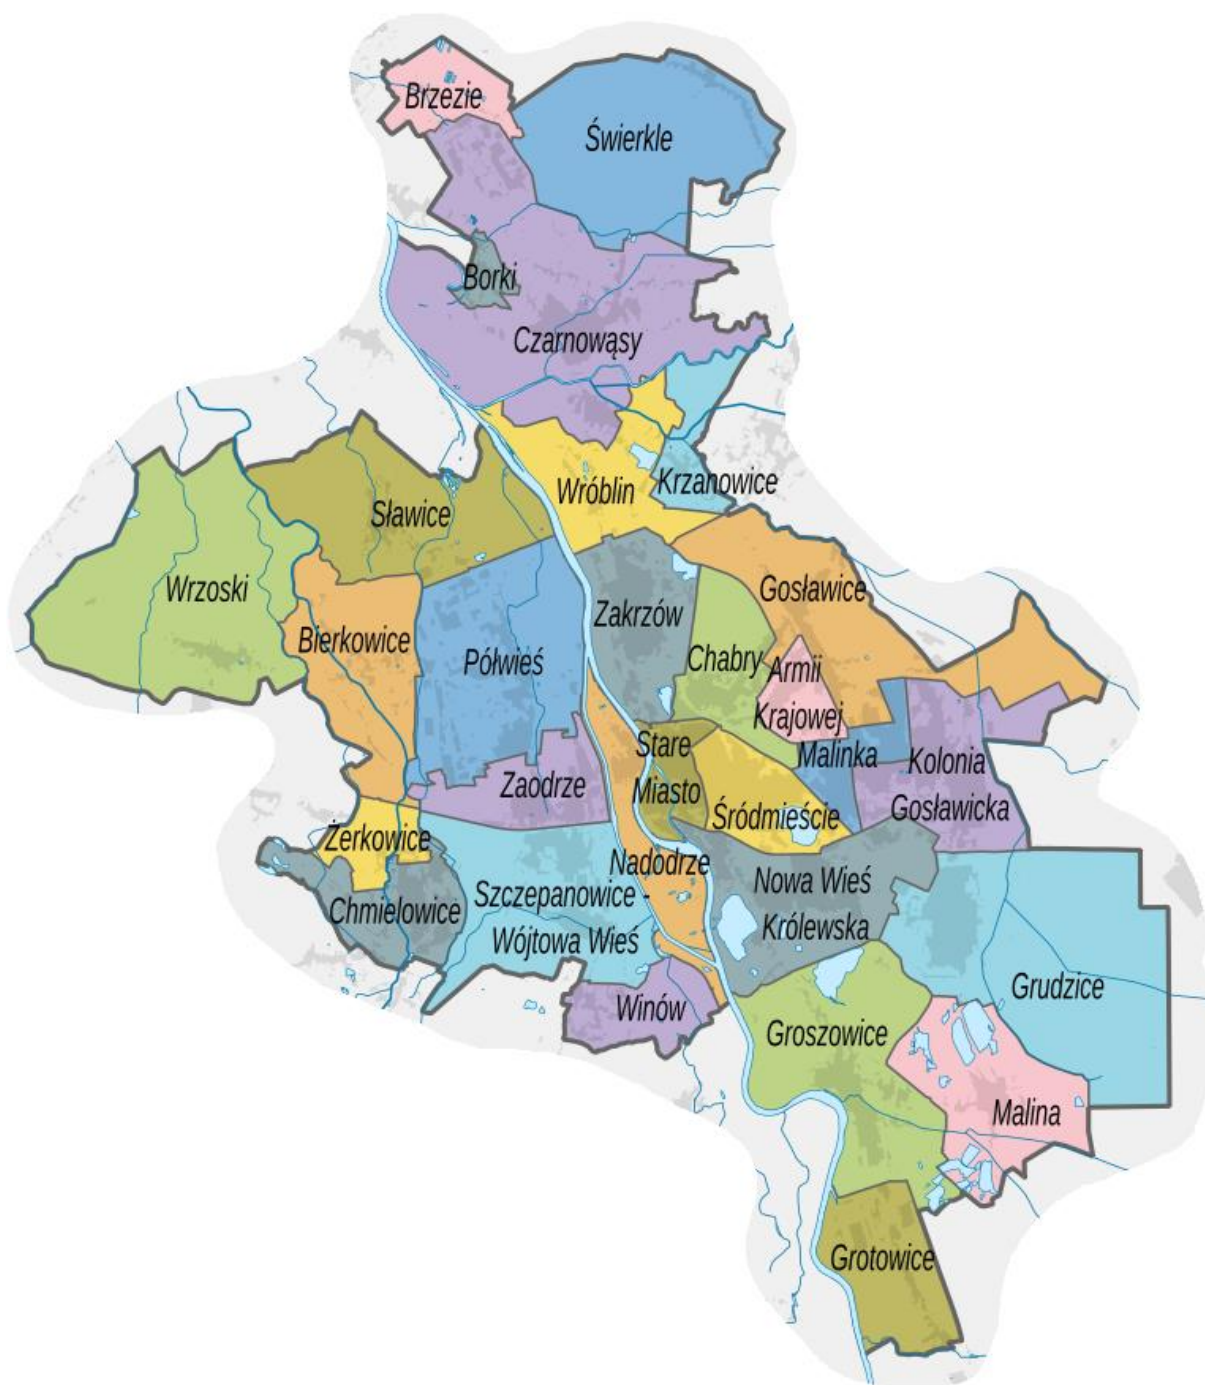 Brzezie
Świerkle
Borki
Czarnowąsy
Krzanowice
Wróblin
Sławice
Wrzoski
Bierkowice
Półwieś
Zakrzów
Gosławice
Chabry
Armii
Krajowej
Stare
Miasto
Malinka
Kolonia
Gosławicka
Zaodrze
Śródmieście
Żerkowice
Nadodrze
Nowa Wieś
Królewska
Chmielowice
Szczepanowice -
Wójtowa Wieś
Winów
Grudzice
Groszowice
Malina
Grotowice